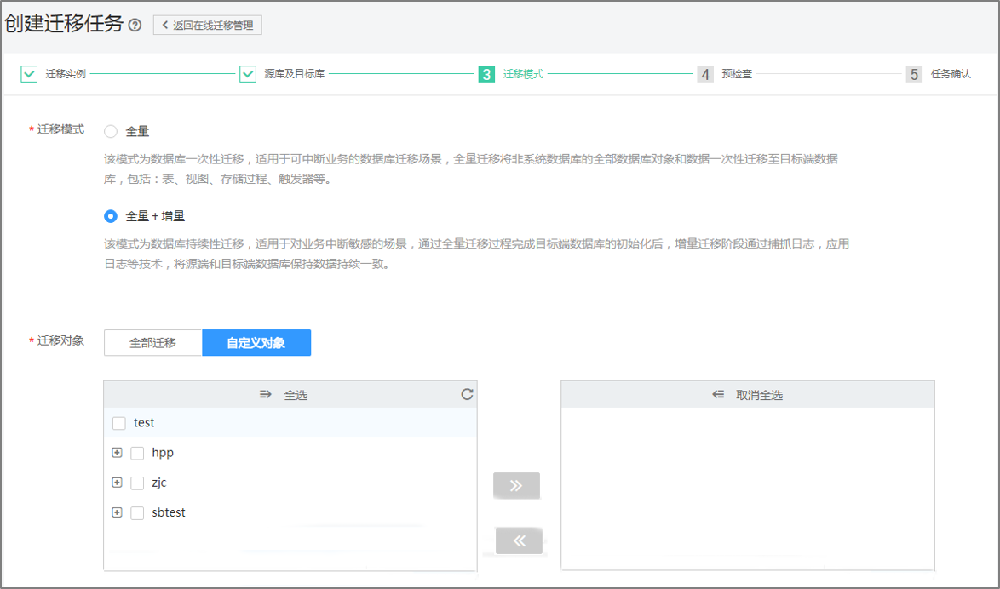 创建迁移任务 ? < 返回在线迁移管理
迁移实例 源库及目标库 3 迁移模式 4 预检查 5 任务确认
* 迁移模式 全量
该模式为数据库一次性迁移，适用于可中断业务的数据库迁移场景，全量迁移将非系统数据库的全部数据库对象和数据一次性迁移至目标端数据
库，包括：表、视图、存储过程、触发器等。
全量 + 增量
该模式为数据库持续性迁移，适用于对业务中断敏感的场景，通过全量迁移过程完成目标端数据库的初始化后，增量迁移阶段通过捕抓日志，应用
日志等技术，将源端和目标端数据库保持数据持续一致。
* 迁移对象 全部迁移 自定义对象
全选 取消全选
test
hpp
zjc
sbtest